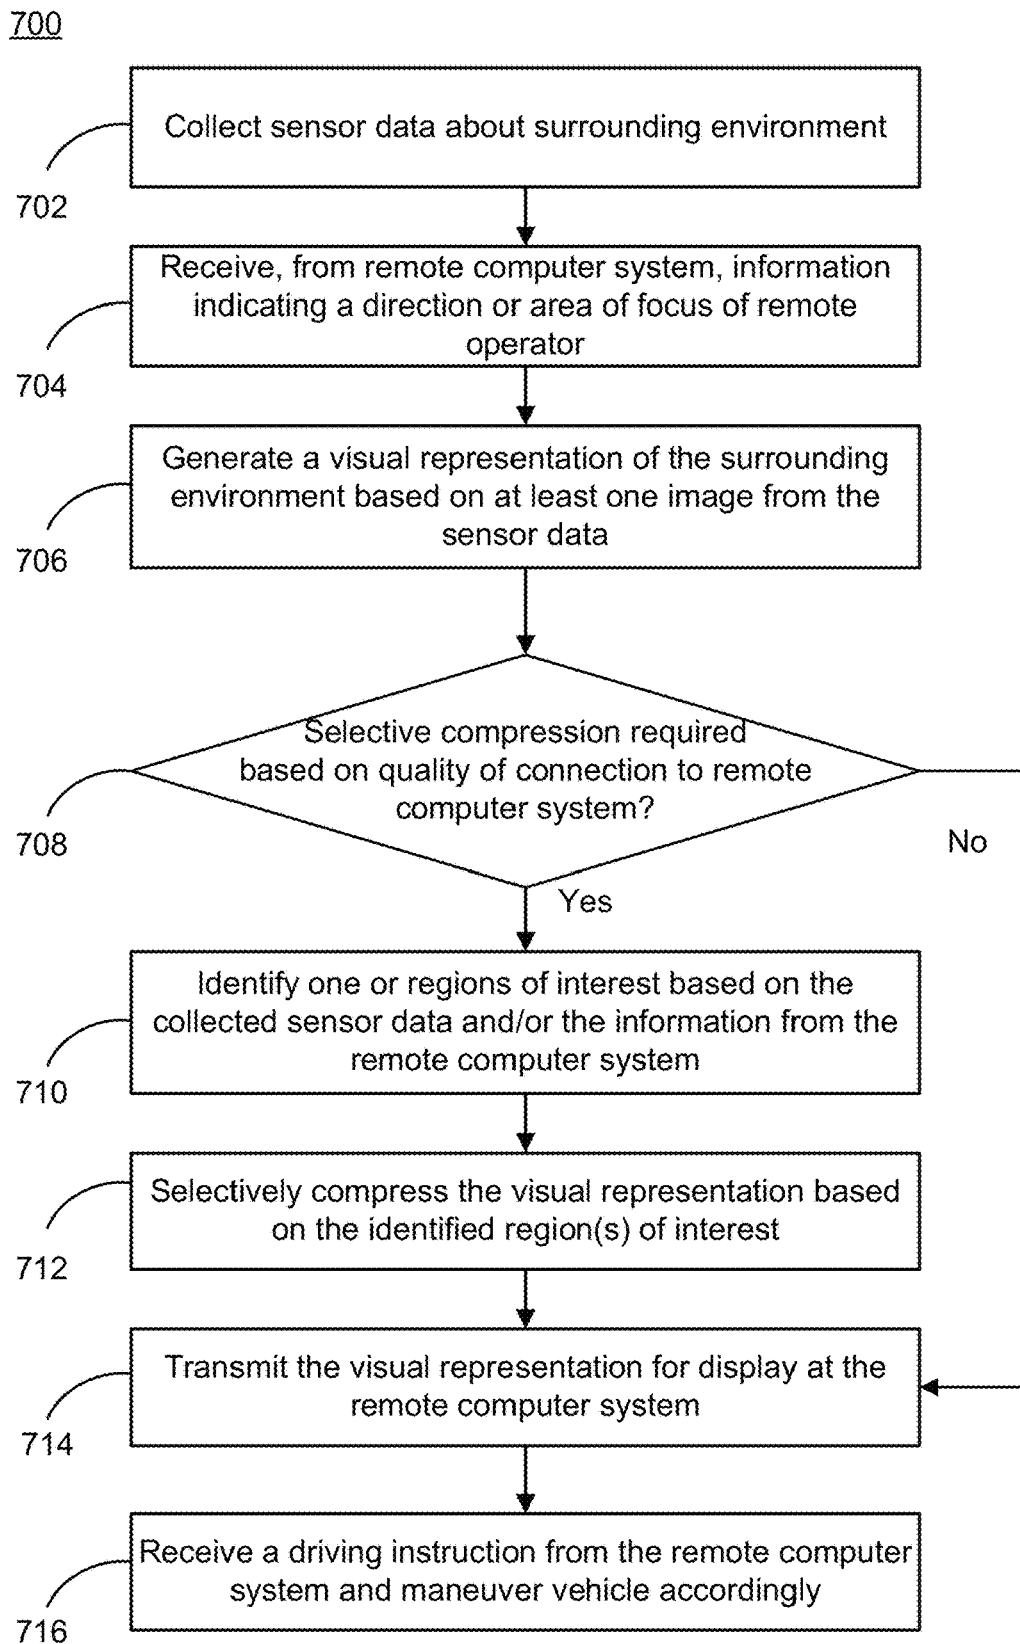 700
Collect sensor data about surrounding environment
702
Receive, from remote computer system, information
indicating a direction or area of focus of remote
operator
704
Generate a visual representation of the surrounding
environment based on at least one image from the
sensor data
706
Selective compression required
based on quality of connection to remote
computer system?
708
No
Yes
Identify one or regions of interest based on the
collected sensor data and/or the information from the
remote computer system
710
Selectively compress the visual representation based
on the identified region(s) of interest
712
Transmit the visual representation for display at the
remote computer system
714
Receive a driving instruction from the remote computer
system and maneuver vehicle accordingly
716